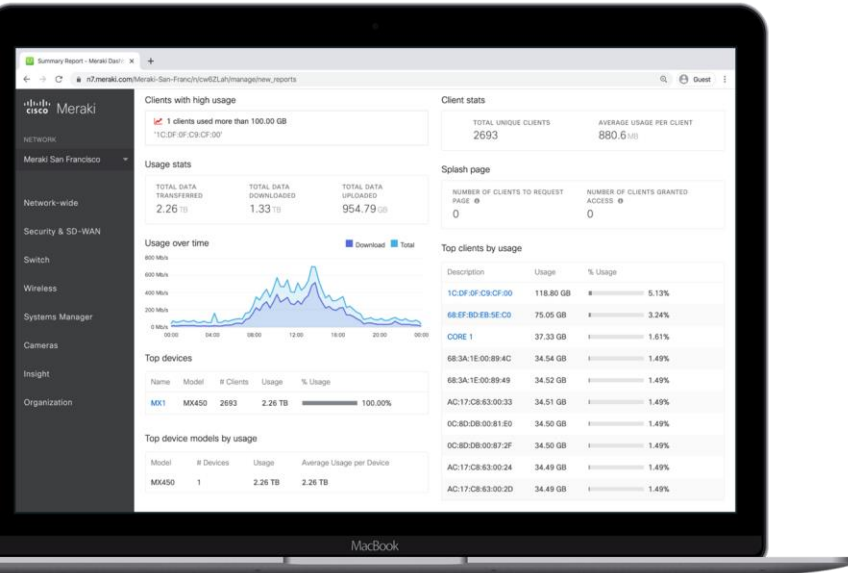 Summary Report - Meraki Dash
n7.meraki.com/Meraki-San-Franc/n/cw6ZLah/manage/new_reports
Guest
CISCO Meraki
NETWORK
Meraki San Francisco
Network-wide
Security & SD-WAN
Switch
Wireless
Systems Manager
Cameras
Insight
Organization
Clients with high usage
1 clients used more than 100.00 GB
'1C:DF:0F:C9:CF:00'
Usage stats
TOTAL DATA TRANSFERRED
2.26 TB
TOTAL DATA DOWNLOADED
1.33 TB
TOTAL DATA UPLOADED
954.79 GB
Usage over time
Download Total
800 Mb/s
600 Mb/s
400 Mb/s
200 Mb/s
0 Mb/s
00:00 04:00 08:00 12:00 16:00 20:00 00:00
Top devices
Name Model # Clients Usage % Usage
MX1 MX450 2693 2.26 TB 100.00%
Top device models by usage
Model # Devices Usage Average Usage per Device
MX450 1 2.26 TB 2.26 TB
Client stats
TOTAL UNIQUE CLIENTS
2693
AVERAGE USAGE PER CLIENT
880.6 MB
Splash page
NUMBER OF CLIENTS TO REQUEST PAGE
0
NUMBER OF CLIENTS GRANTED ACCESS
0
Top clients by usage
Description Usage % Usage
1C:DF:0F:C9:CF:00 118.80 GB 5.13%
68:EF:BD:EB:5E:C0 75.05 GB 3.24%
CORE 1 37.33 GB 1.61%
68:3A:1E:00:89:4C 34.54 GB 1.49%
68:3A:1E:00:89:49 34.52 GB 1.49%
AC:17:C8:63:00:33 34.51 GB 1.49%
0C:8D:DB:00:81:E0 34.50 GB 1.49%
0C:8D:DB:00:87:2F 34.50 GB 1.49%
AC:17:C8:63:00:24 34.49 GB 1.49%
AC:17:C8:63:00:2D 34.49 GB 1.49%
MacBook